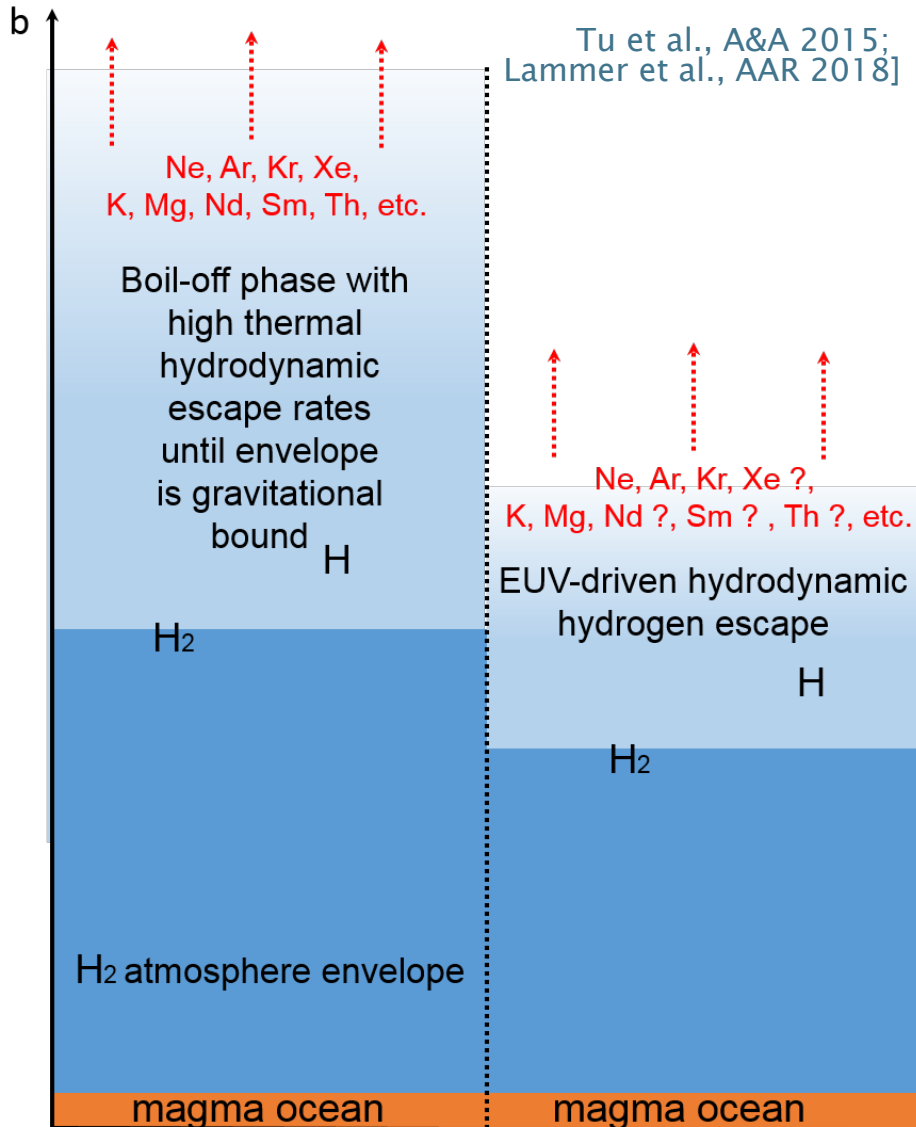 b
Tu et al., A&A 2015;
Lammer et al., AAR 2018]
Ne, Ar, Kr, Xe,
K, Mg, Nd, Sm, Th, etc.
Boil-off phase with
high thermal
hydrodynamic
escape rates
until envelope
is gravitational
bound
H
H2
H2 atmosphere envelope
magma ocean
Ne, Ar, Kr, Xe ?,
K, Mg, Nd ?, Sm ? , Th ?, etc.
EUV-driven hydrodynamic
hydrogen escape
H
H2
magma ocean